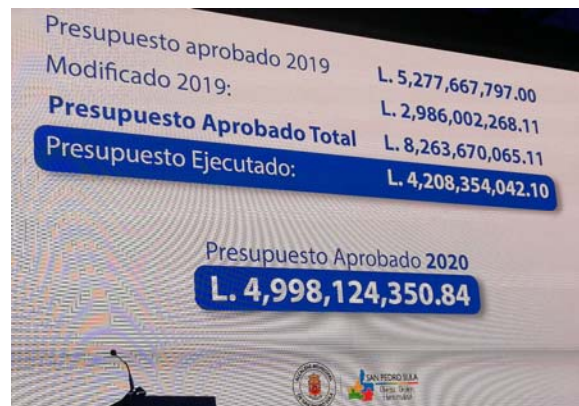 Presupuesto aprobado 2019 L. 5,277,667,797.00
Modificado 2019: L. 2,986,002,268.11
Presupuesto Aprobado Total L. 8,263,670,065.11
Presupuesto Ejecutado: L. 4,208,354,042.10
Presupuesto Aprobado 2020
L. 4,998,124,350.84
SAN PEDRO SULA